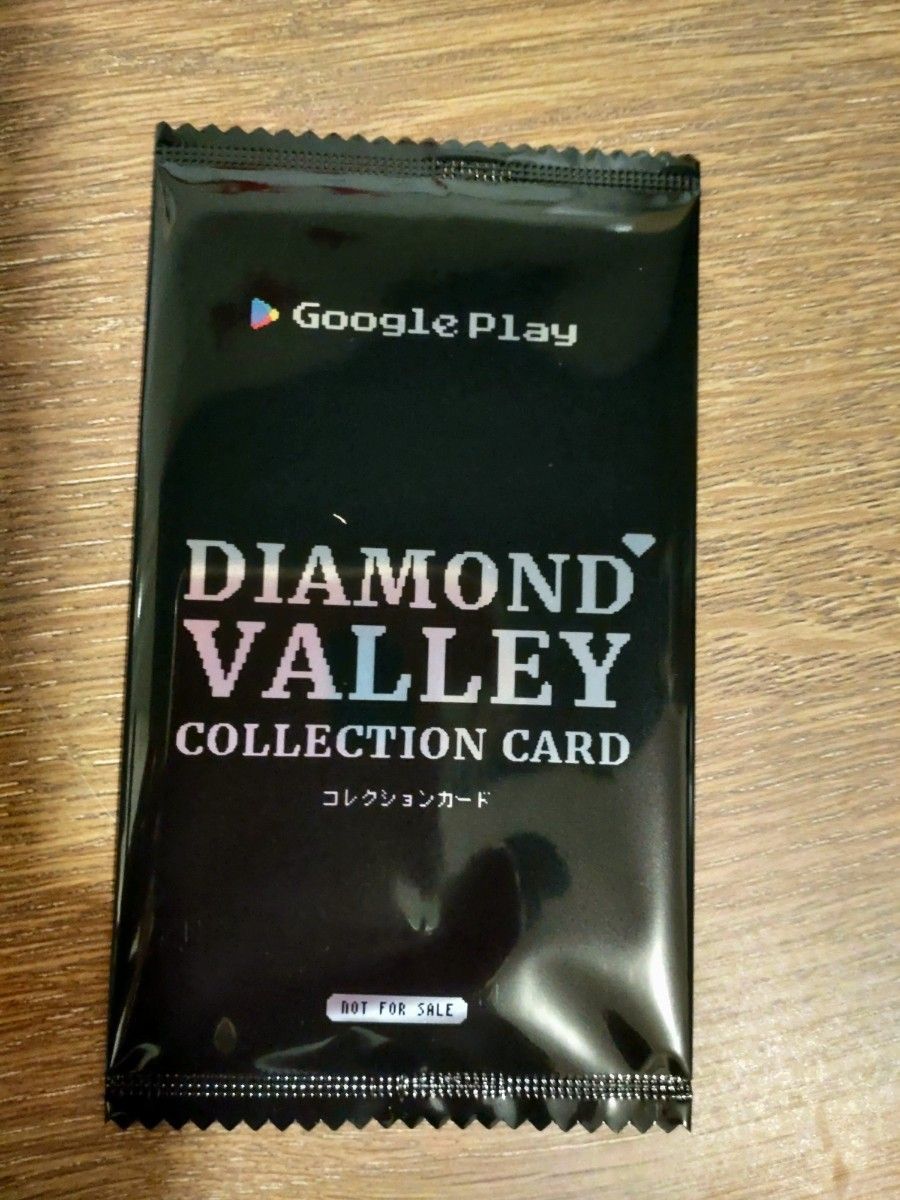 Google Play
DIAMOND
VALLEY
COLLECTION CARD
コレクションカード
NOT FOR SALE